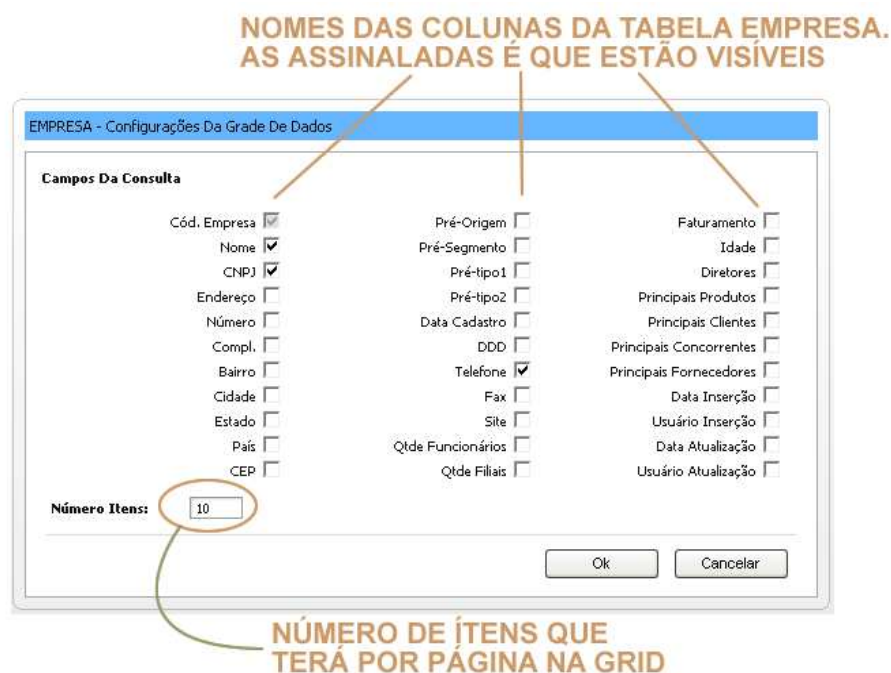 NOMES DAS COLUNAS DA TABELA EMPRESA.
AS ASSINALADAS É QUE ESTÃO VISÍVEIS
EMPRESA - Configurações Da Grade De Dados
Campos Da Consulta
Cód. Empresa
Nome
CNPJ
Endereço
Número
Compl.
Bairro
Cidade
Estado
País
CEP
Pré-Origem
Pré-Segmento
Pré-tipo1
Pré-tipo2
Data Cadastro
DDD
Telefone
Fax
Site
Qtde Funcionários
Qtde Filiais
Faturamento
Idade
Diretores
Principais Produtos
Principais Clientes
Principais Concorrentes
Principais Fornecedores
Data Inserção
Usuário Inserção
Data Atualização
Usuário Atualização
Número Itens: 10
Ok Cancelar
NÚMERO DE ÍTENS QUE
TERÁ POR PÁGINA NA GRID